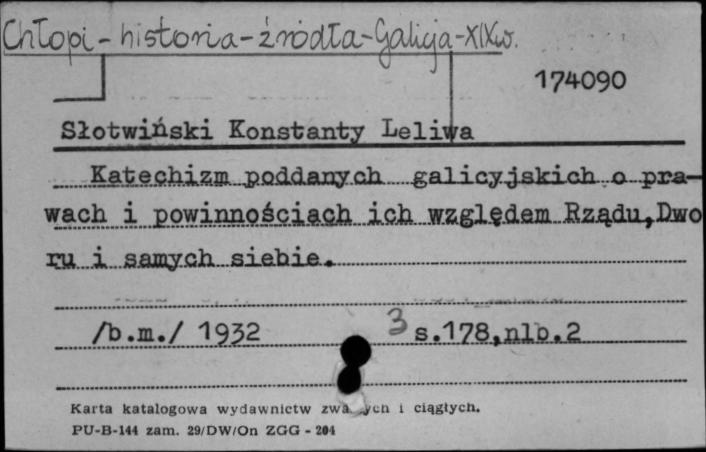 Chłopi - historia - źródła - Galicja - XIXw.
174090
Słotwiński Konstanty Leliwa
Katechizm poddanych galicyjskich o pra-
wach i powinnościach ich względem Rządu, Dwo
ru i samych siebie.
/b.m./ 1932 3 s.178,nlb.2
Karta katalogowa wydawnictw zwa ych i ciągłych.
PU-B-144 zam. 29/DW/On ZGG - 204